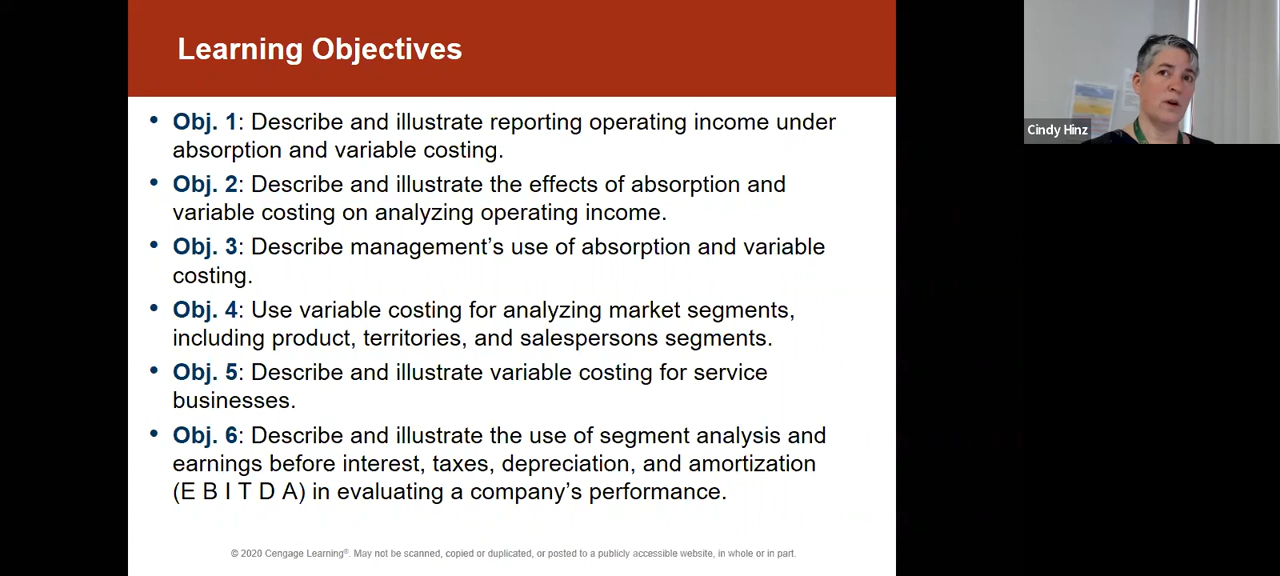 Learning Objectives
• Obj. 1: Describe and illustrate reporting operating income under
absorption and variable costing.
• Obj. 2: Describe and illustrate the effects of absorption and
variable costing on analyzing operating income.
• Obj. 3: Describe management's use of absorption and variable
costing.
• Obj. 4: Use variable costing for analyzing market segments,
including product, territories, and salespersons segments.
• Obj. 5: Describe and illustrate variable costing for service
businesses.
• Obj. 6: Describe and illustrate the use of segment analysis and
earnings before interest, taxes, depreciation, and amortization
(E B I T D A) in evaluating a company's performance.
© 2020 Cengage Learning®. May not be scanned, copied or duplicated, or posted to a publicly accessible website, in whole or in part.
Cindy Hinz